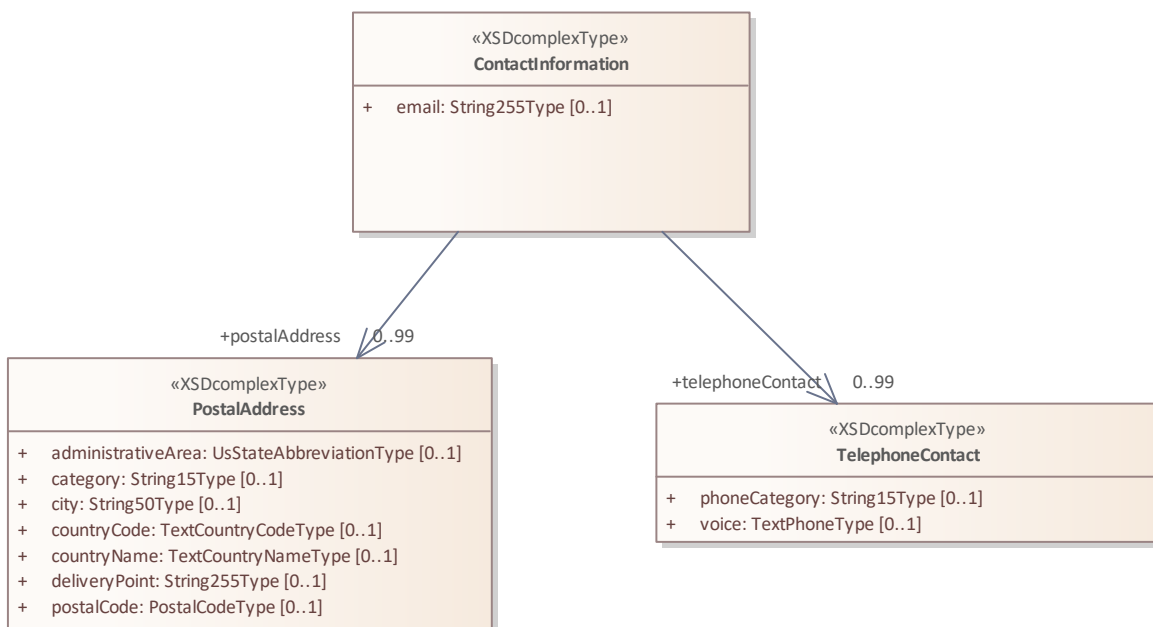 «XSDcomplexType»
ContactInformation
+ email: String255Type [0..1]
+postalAddress 0..99
+telephoneContact 0..99
«XSDcomplexType»
PostalAddress
+ administrativeArea: UsStateAbbreviationType [0..1]
+ category: String15Type [0..1]
+ city: String50Type [0..1]
+ countryCode: TextCountryCodeType [0..1]
+ countryName: TextCountryNameType [0..1]
+ deliveryPoint: String255Type [0..1]
+ postalCode: PostalCodeType [0..1]
«XSDcomplexType»
TelephoneContact
+ phoneCategory: String15Type [0..1]
+ voice: TextPhoneType [0..1]